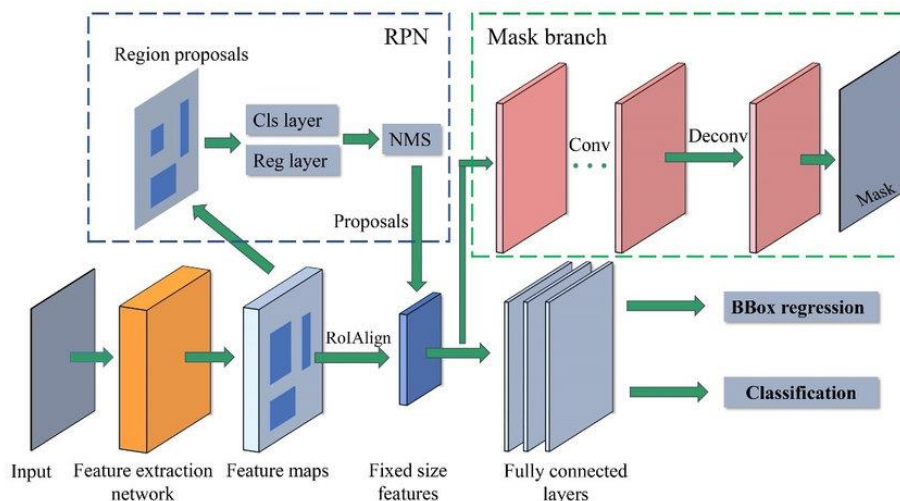 RPN
Mask branch
Region proposals
Cls layer
Reg layer
NMS
Conv
Deconv
Mask
Proposals
RoIAlign
BBox regression
Classification
Input
Feature extraction
network
Feature maps
Fixed size
features
Fully connected
layers